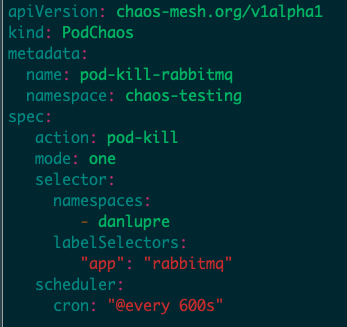 apiVersion: chaos-mesh.org/v1alpha1
kind: PodChaos
metadata:
  name: pod-kill-rabbitmq
  namespace: chaos-testing
spec:
   action: pod-kill
   mode: one
   selector:
     namespaces:
        - danlupre
     labelSelectors:
        "app": "rabbitmq"
   scheduler:
     cron: "@every 600s"